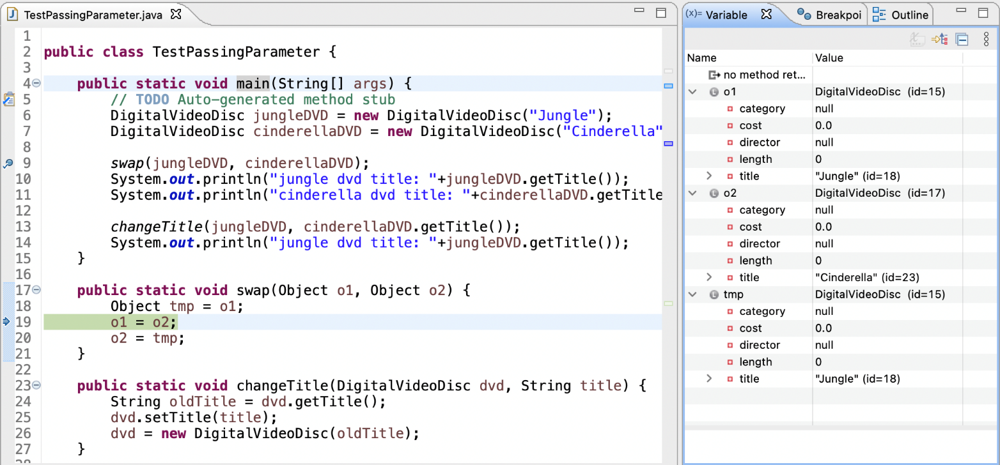 TestPassingParameter.java
1
2 public class TestPassingParameter {
3
4 public static void main(String[] args) {
5 // TODO Auto-generated method stub
6 DigitalVideoDisc jungleDVD = new DigitalVideoDisc("Jungle");
7 DigitalVideoDisc cinderellaDVD = new DigitalVideoDisc("Cinderella"
8
9 swap(jungleDVD, cinderellaDVD);
10 System.out.println("jungle dvd title: "+jungleDVD.getTitle());
11 System.out.println("cinderella dvd title: "+cinderellaDVD.getTitle
12
13 changeTitle(jungleDVD, cinderellaDVD.getTitle());
14 System.out.println("jungle dvd title: "+jungleDVD.getTitle());
15 }
16
17 public static void swap(Object o1, Object o2) {
18 Object tmp = o1;
19 o1 = o2;
20 o2 = tmp;
21 }
22
23 public static void changeTitle(DigitalVideoDisc dvd, String title) {
24 String oldTitle = dvd.getTitle();
25 dvd.setTitle(title);
26 dvd = new DigitalVideoDisc(oldTitle);
27 }
(x)= Variable Breakpoi Outline
Name Value
no method ret...
o1 DigitalVideoDisc (id=15)
category null
cost 0.0
director null
length 0
title "Jungle" (id=18)
o2 DigitalVideoDisc (id=17)
category null
cost 0.0
director null
length 0
title "Cinderella" (id=23)
tmp DigitalVideoDisc (id=15)
category null
cost 0.0
director null
length 0
title "Jungle" (id=18)